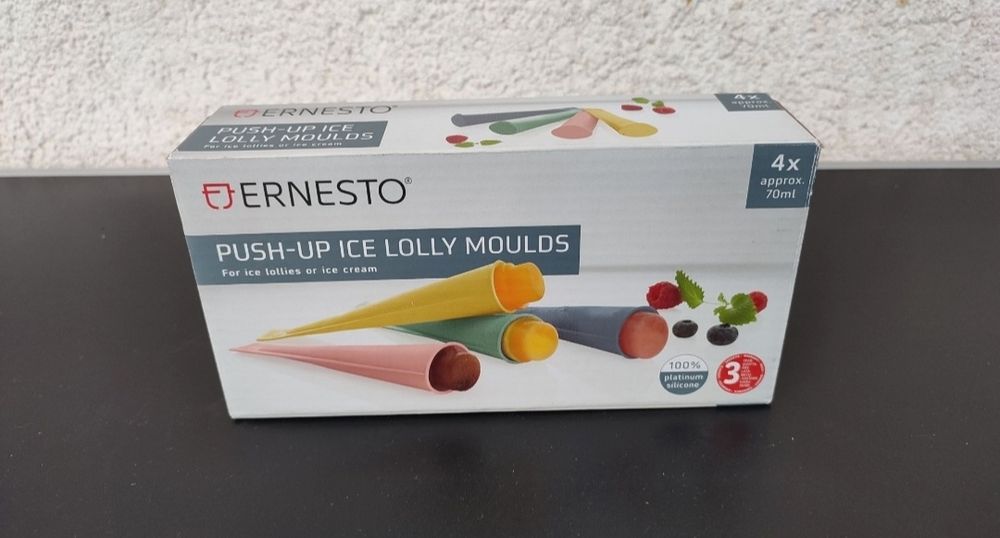 ERNESTO®
PUSH-UP ICE
LOLLY MOULDS
For ice lollies or ice cream
4x
approx.
70ml
ERNESTO®
PUSH-UP ICE LOLLY MOULDS
For ice lollies or ice cream
4x
approx.
70ml
100%
platinum
silicone
3